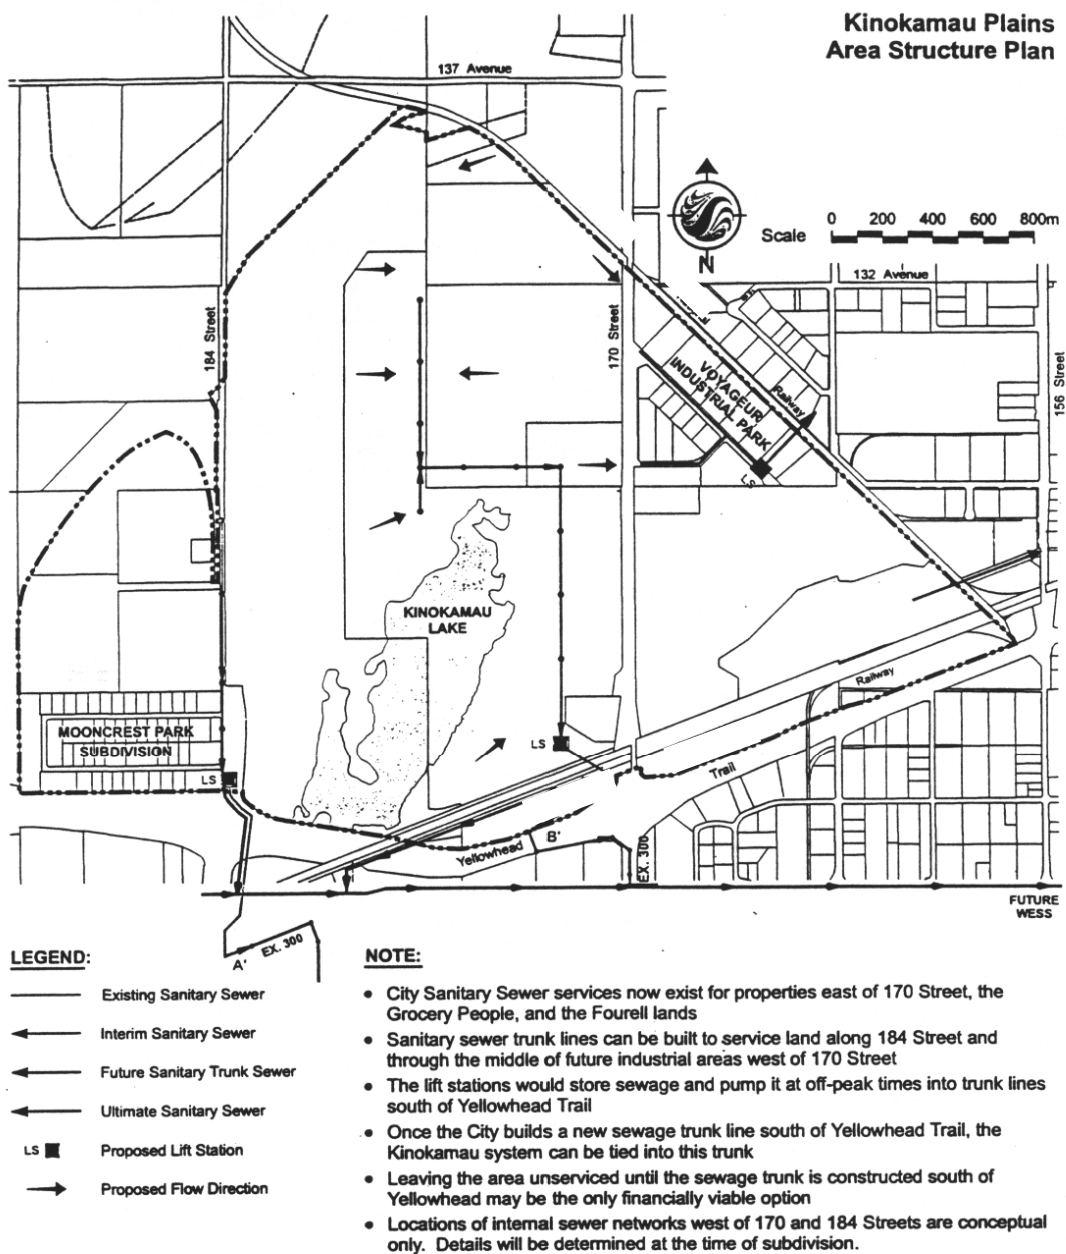 Kinokamau Plains
Area Structure Plan
137 Avenue
Scale
0 200 400 600 800m
N
132 Avenue
184 Street
170 Street
156 Street
VOYAGEUR
INDUSTRIAL PARK
Railway
LS
KINOKAMAU
LAKE
MOONCREST PARK
SUBDIVISION
LS
LS
Railway
Trail
Yellowhead
B'
EX. 300
FUTURE
WESS
EX. 300
A'
LEGEND:
Existing Sanitary Sewer
Interim Sanitary Sewer
Future Sanitary Trunk Sewer
Ultimate Sanitary Sewer
LS Proposed Lift Station
Proposed Flow Direction
NOTE:
• City Sanitary Sewer services now exist for properties east of 170 Street, the
Grocery People, and the Fourell lands
• Sanitary sewer trunk lines can be built to service land along 184 Street and
through the middle of future industrial areas west of 170 Street
• The lift stations would store sewage and pump it at off-peak times into trunk lines
south of Yellowhead Trail
• Once the City builds a new sewage trunk line south of Yellowhead Trail, the
Kinokamau system can be tied into this trunk
• Leaving the area unserviced until the sewage trunk is constructed south of
Yellowhead may be the only financially viable option
• Locations of internal sewer networks west of 170 and 184 Streets are conceptual
only. Details will be determined at the time of subdivision.